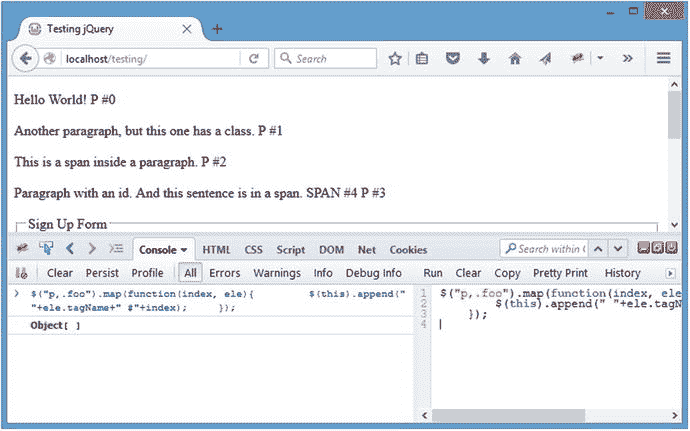 Testing jQuery
localhost/testing/
Search
Hello World! P #0
Another paragraph, but this one has a class. P #1
This is a span inside a paragraph. P #2
Paragraph with an id. And this sentence is in a span. SPAN #4 P #3
Sign Up Form
Console HTML CSS Script DOM Net Cookies
Search within
Clear Persist Profile All Errors Warnings Info Debug Info
Run Clear Copy Pretty Print History
$("p,.foo").map(function(index, ele){ $(this).append("
"+ele.tagName+" #"+index); });
Object[ ]
1 $("p,.foo").map(function(index, ele
2 $(this).append(" "+ele.tagN
3 });
4